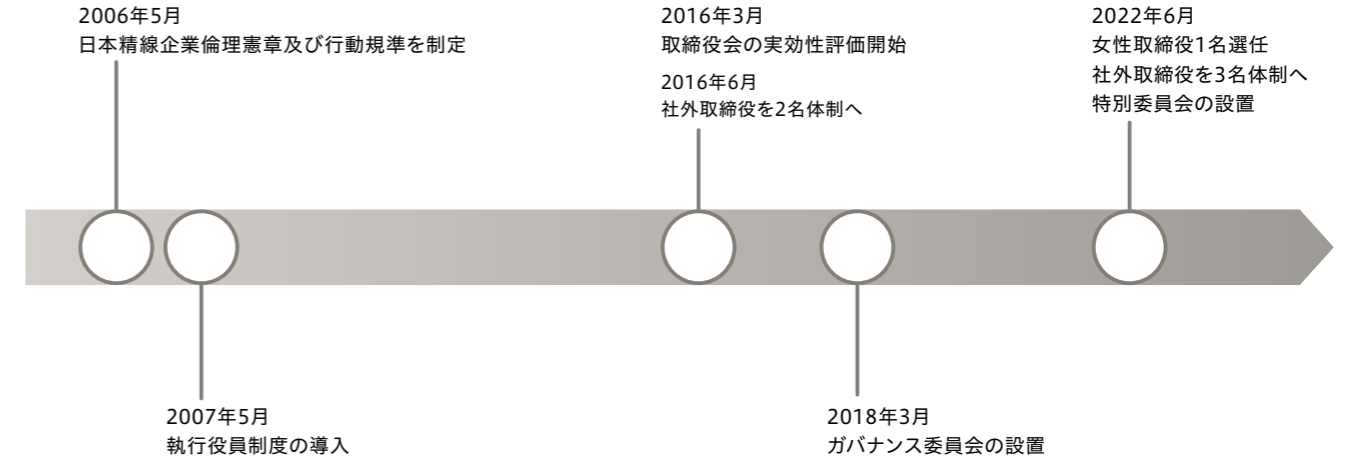 2006年5月
日本精線企業倫理憲章及び行動規準を制定
2016年3月
取締役会の実効性評価開始
2016年6月
社外取締役を2名体制へ
2022年6月
女性取締役1名選任
社外取締役を3名体制へ
特別委員会の設置
2007年5月
執行役員制度の導入
2018年3月
ガバナンス委員会の設置